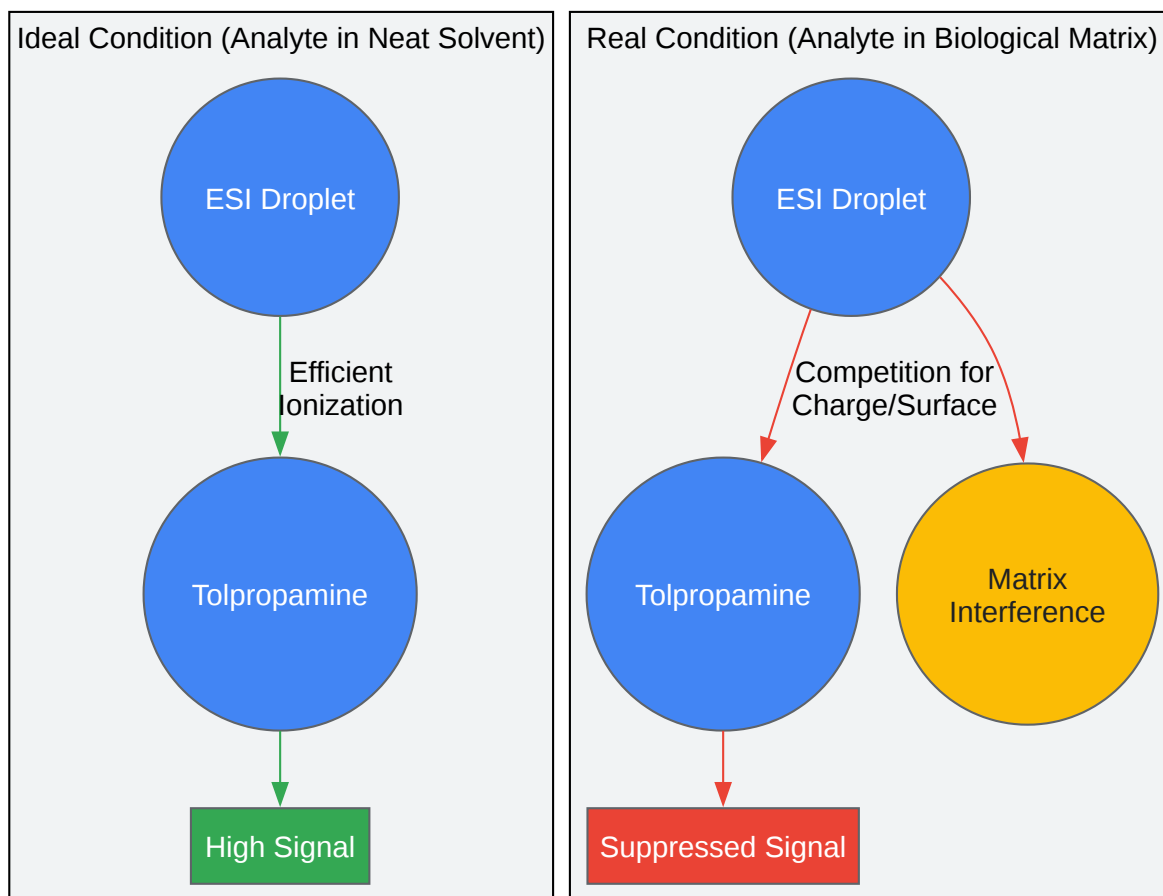 Ideal Condition (Analyte in Neat Solvent)
ESI Droplet
Efficient
Ionization
Tolpropamine
High Signal
Real Condition (Analyte in Biological Matrix)
ESI Droplet
Competition for
Charge/Surface
Tolpropamine
Matrix
Interference
Suppressed Signal